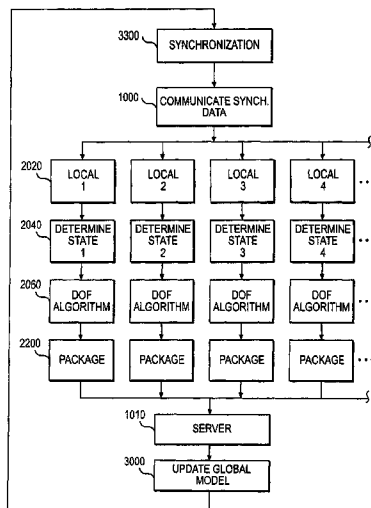 3300
SYNCHRONIZATION
1000
COMMUNICATE SYNCH.
DATA
2020
LOCAL
1
LOCAL
2
LOCAL
3
LOCAL
4
2040
DETERMINE
STATE
1
DETERMINE
STATE
2
DETERMINE
STATE
3
DETERMINE
STATE
4
2060
DOF
ALGORITHM
DOF
ALGORITHM
DOF
ALGORITHM
DOF
ALGORITHM
2200
PACKAGE
PACKAGE
PACKAGE
PACKAGE
1010
SERVER
3000
UPDATE GLOBAL
MODEL